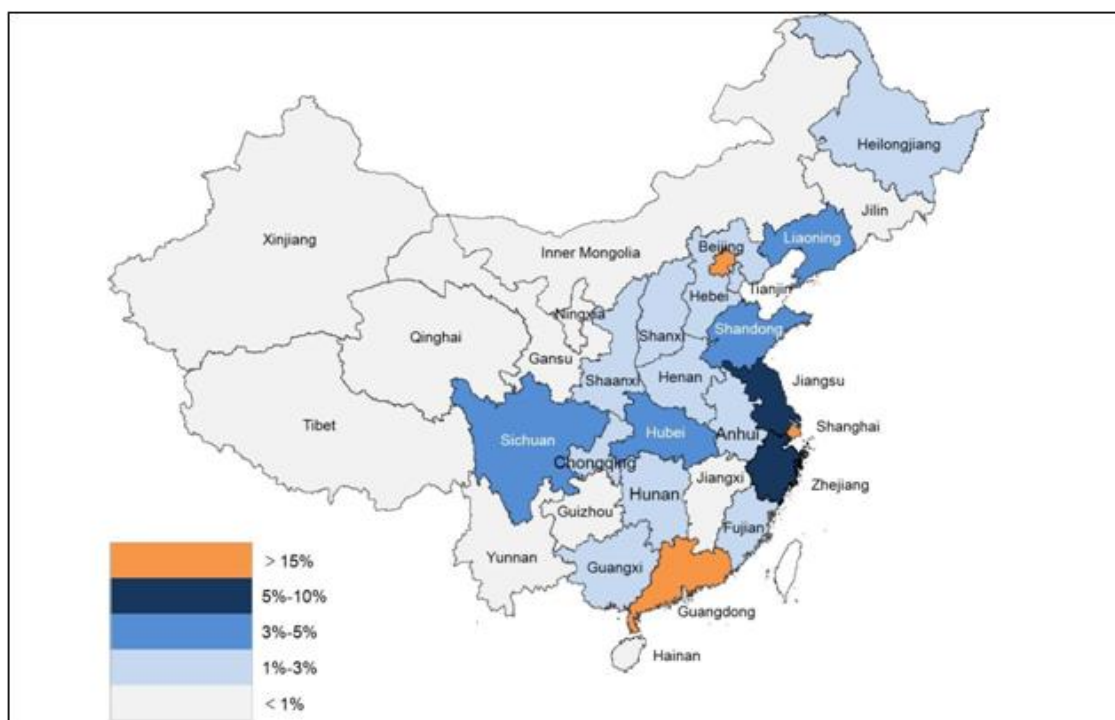 Heilongjiang
Jilin
Xinjiang
Inner Mongolia
Beijing
Liaoning
Tianjin
Hebei
Ningxia
Shandong
Qinghai
Shanxi
Gansu
Shaanxi
Henan
Jiangsu
Tibet
Sichuan
Hubei
Anhui
Shanghai
Chongqing
Jiangxi
Zhejiang
Hunan
Guizhou
Fujian
Yunnan
Guangxi
Guangdong
Hainan
> 15%
5%-10%
3%-5%
1%-3%
< 1%